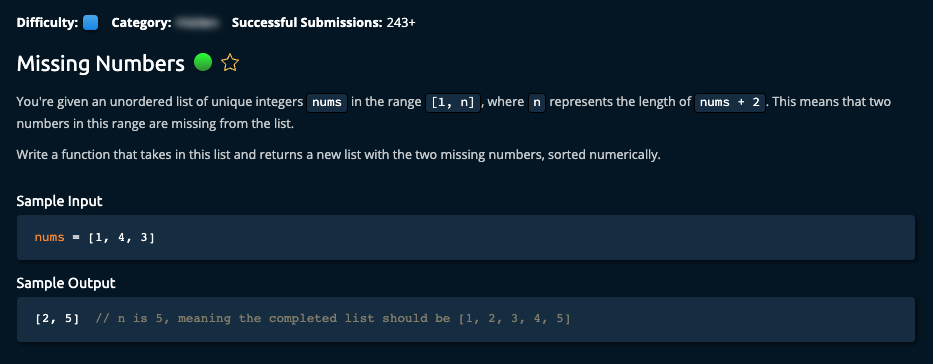 Difficulty: Category: Successful Submissions: 243+
Missing Numbers
You're given an unordered list of unique integers nums in the range [1, n], where n represents the length of nums + 2. This means that two
numbers in this range are missing from the list.
Write a function that takes in this list and returns a new list with the two missing numbers, sorted numerically.
Sample Input
nums = [1, 4, 3]
Sample Output
[2, 5] // n is 5, meaning the completed list should be [1, 2, 3, 4, 5]